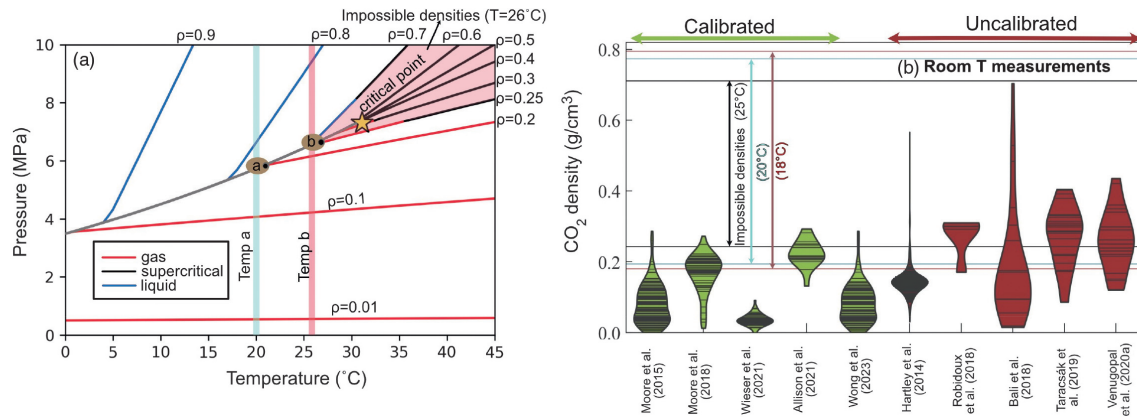 Impossible densities (T=26˚C)
(a)
ρ=0.9
ρ=0.8
ρ=0.7
ρ=0.6
ρ=0.5
ρ=0.4
ρ=0.3
ρ=0.25
ρ=0.2
critical point
b
a
ρ=0.1
ρ=0.01
Temp a
Temp b
gas
supercritical
liquid
Pressure (MPa)
10
8
6
4
2
0
0
5
10
15
20
25
30
35
40
45
Temperature (˚C)
Calibrated
Uncalibrated
(b) Room T measurements
Impossible densities (25°C)
(20°C)
(18°C)
CO2 density (g/cm³)
0.8
0.6
0.4
0.2
0.0
Moore et al.
(2015)
Moore et al.
(2018)
Wieser et al.
(2021)
Allison et al.
(2021)
Wong et al.
(2023)
Hartley et al.
(2014)
Robidoux
et al. (2018)
Bali et al.
(2018)
Taracsák et
al. (2019)
Venugopal
et al. (2020a)